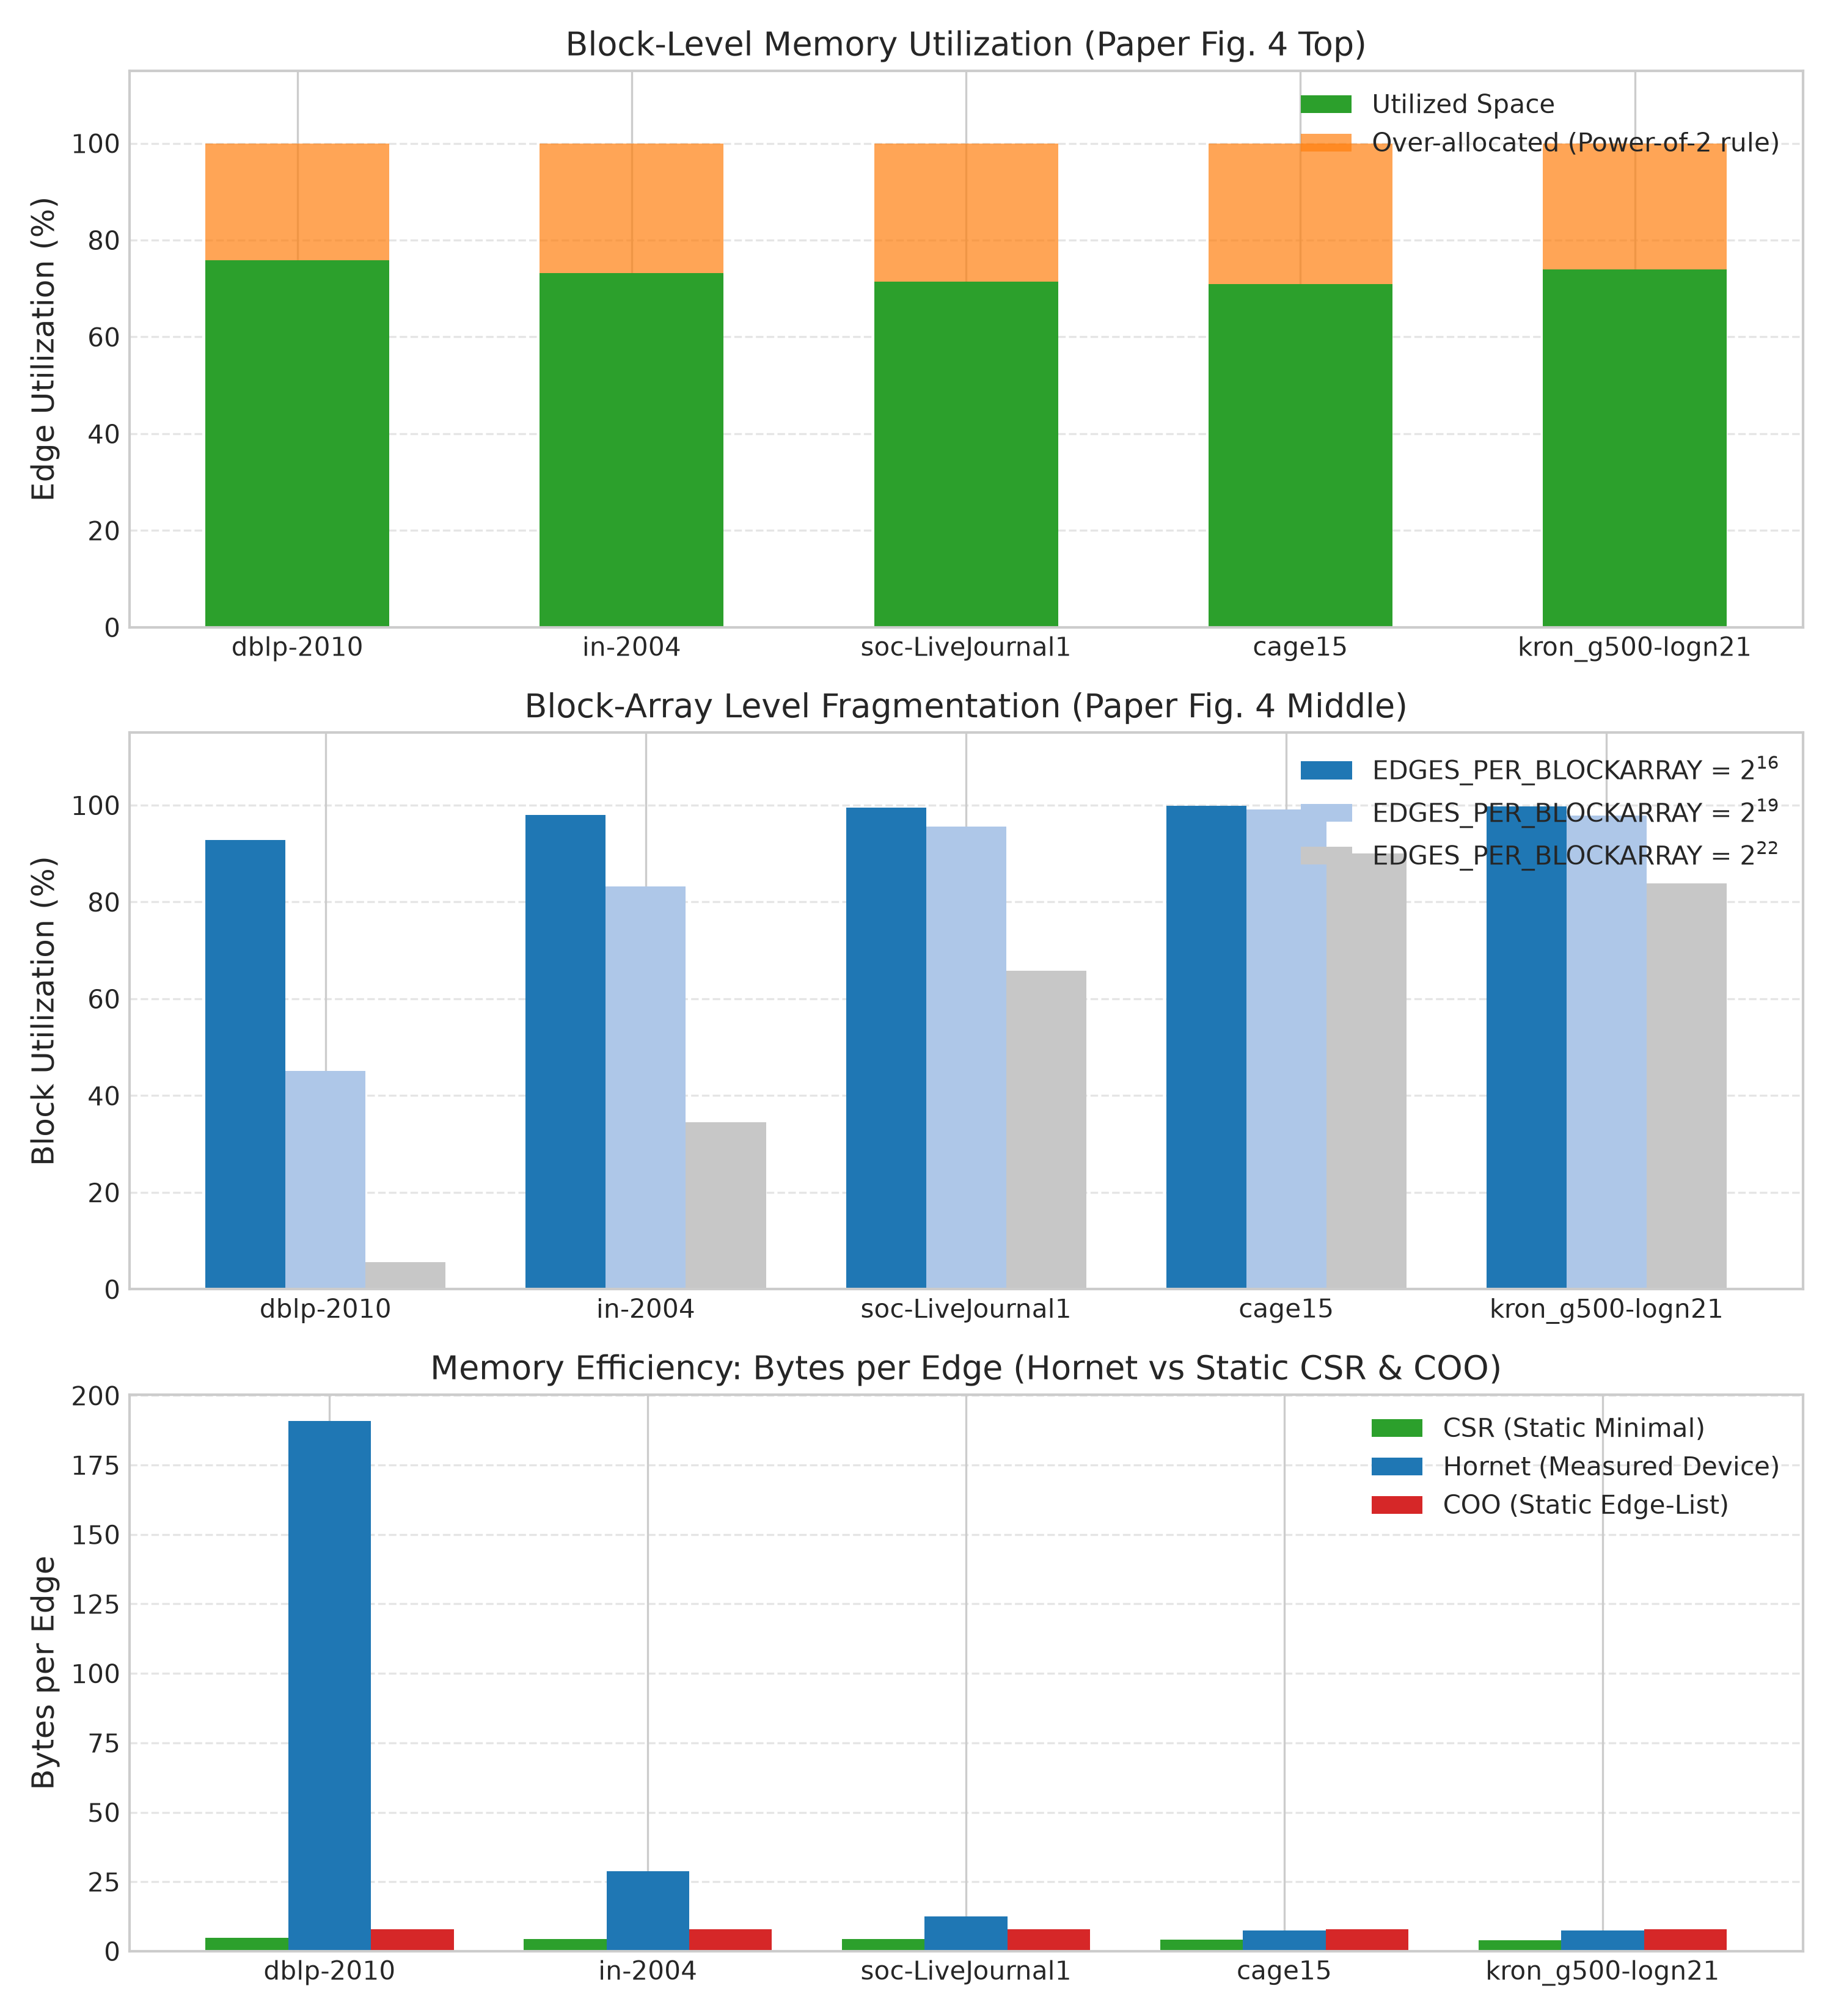 Block-Level Memory Utilization (Paper Fig. 4 Top)
Utilized Space
Over-allocated (Power-of-2 rule)
Edge Utilization (%)
100
80
60
40
20
0
dblp-2010 in-2004 soc-LiveJournal1 cage15 kron_g500-logn21
Block-Array Level Fragmentation (Paper Fig. 4 Middle)
EDGES_PER_BLOCKARRAY = 2^16
EDGES_PER_BLOCKARRAY = 2^19
EDGES_PER_BLOCKARRAY = 2^22
Block Utilization (%)
100
80
60
40
20
0
dblp-2010 in-2004 soc-LiveJournal1 cage15 kron_g500-logn21
Memory Efficiency: Bytes per Edge (Hornet vs Static CSR & COO)
CSR (Static Minimal)
Hornet (Measured Device)
COO (Static Edge-List)
Bytes per Edge
200
175
150
125
100
75
50
25
0
dblp-2010 in-2004 soc-LiveJournal1 cage15 kron_g500-logn21